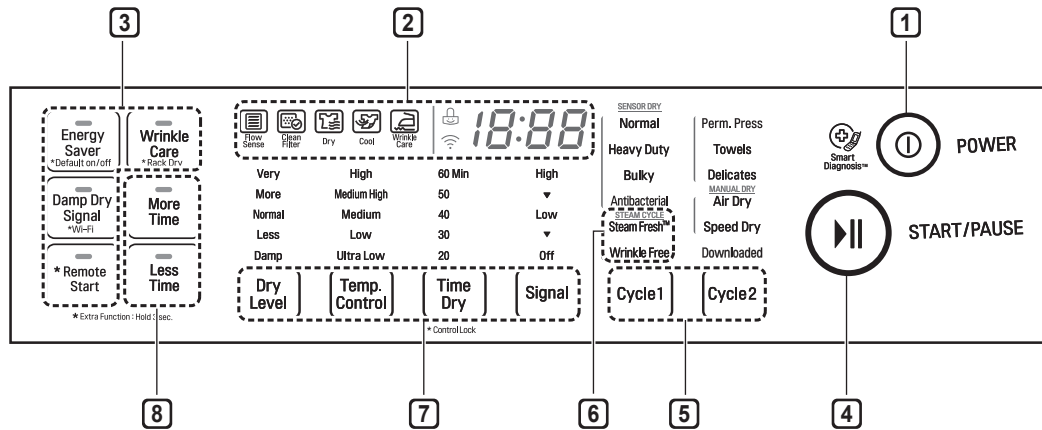 3
2
1
Energy
Saver
*Default on/off
Wrinkle
Care
*Rack Dry
Damp Dry
Signal
*Wi-Fi
More
Time
*Remote
Start
Less
Time
*Extra Function : Hold 3 sec.
Flow
Sense
Clean
Filter
Dry
Cool
Wrinkle
Care
18:88
Very High 60 Min High
More Medium High 50 ▼
Normal Medium 40 Low
Less Low 30 ▼
Damp Ultra Low 20 Off
Dry
Level
Temp.
Control
Time
Dry
Signal
*Control Lock
SENSOR DRY
Normal
Heavy Duty
Bulky
Antibacterial
STEAM CYCLE
Steam Fresh™
Wrinkle Free
Perm. Press
Towels
Delicates
MANUAL DRY
Air Dry
Speed Dry
Downloaded
Cycle1
Cycle2
Smart
Diagnosis™
POWER
START/PAUSE
8
7
6
5
4